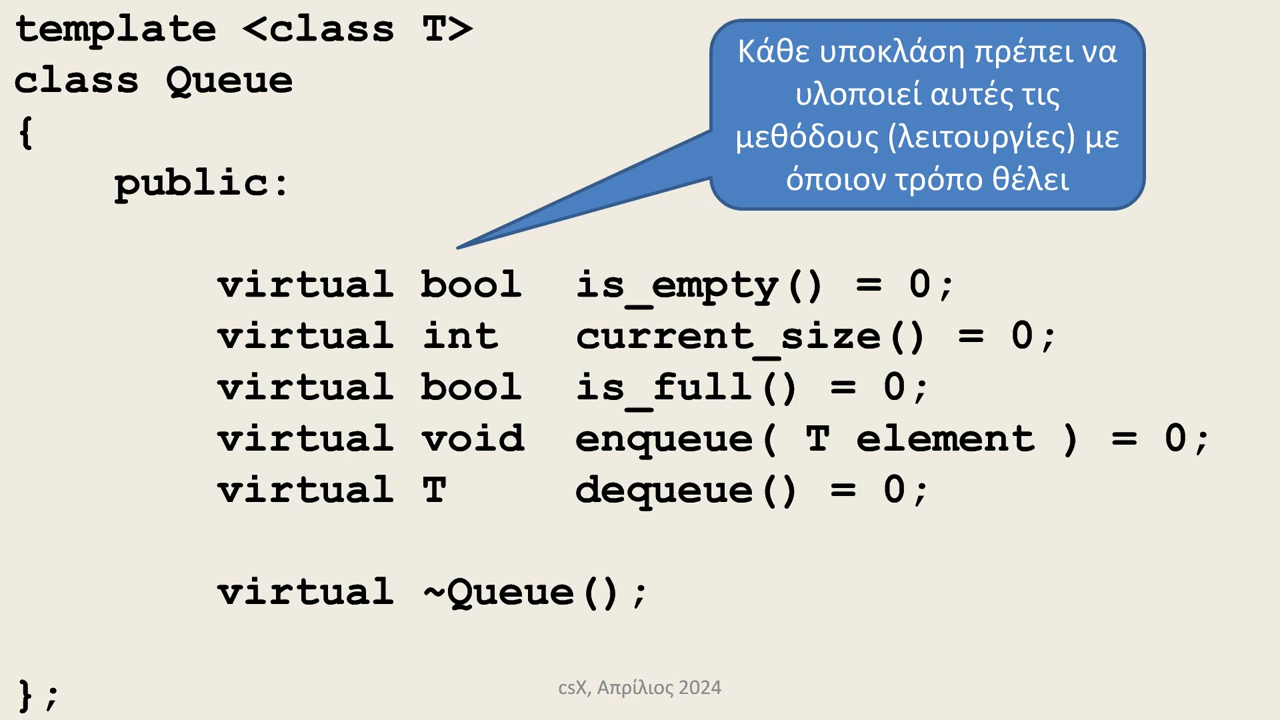 template <class T>
class Queue
{
public:
Κάθε υποκλάση πρέπει να
υλοποιεί αυτές τις
μεθόδους (λειτουργίες) με
όποιον τρόπο θέλει
virtual bool is_empty() = 0;
virtual int current_size() = 0;
virtual bool is_full() = 0;
virtual void enqueue( T element ) = 0;
virtual T dequeue() = 0;
virtual ~Queue();
};
csX, Απρίλιος 2024